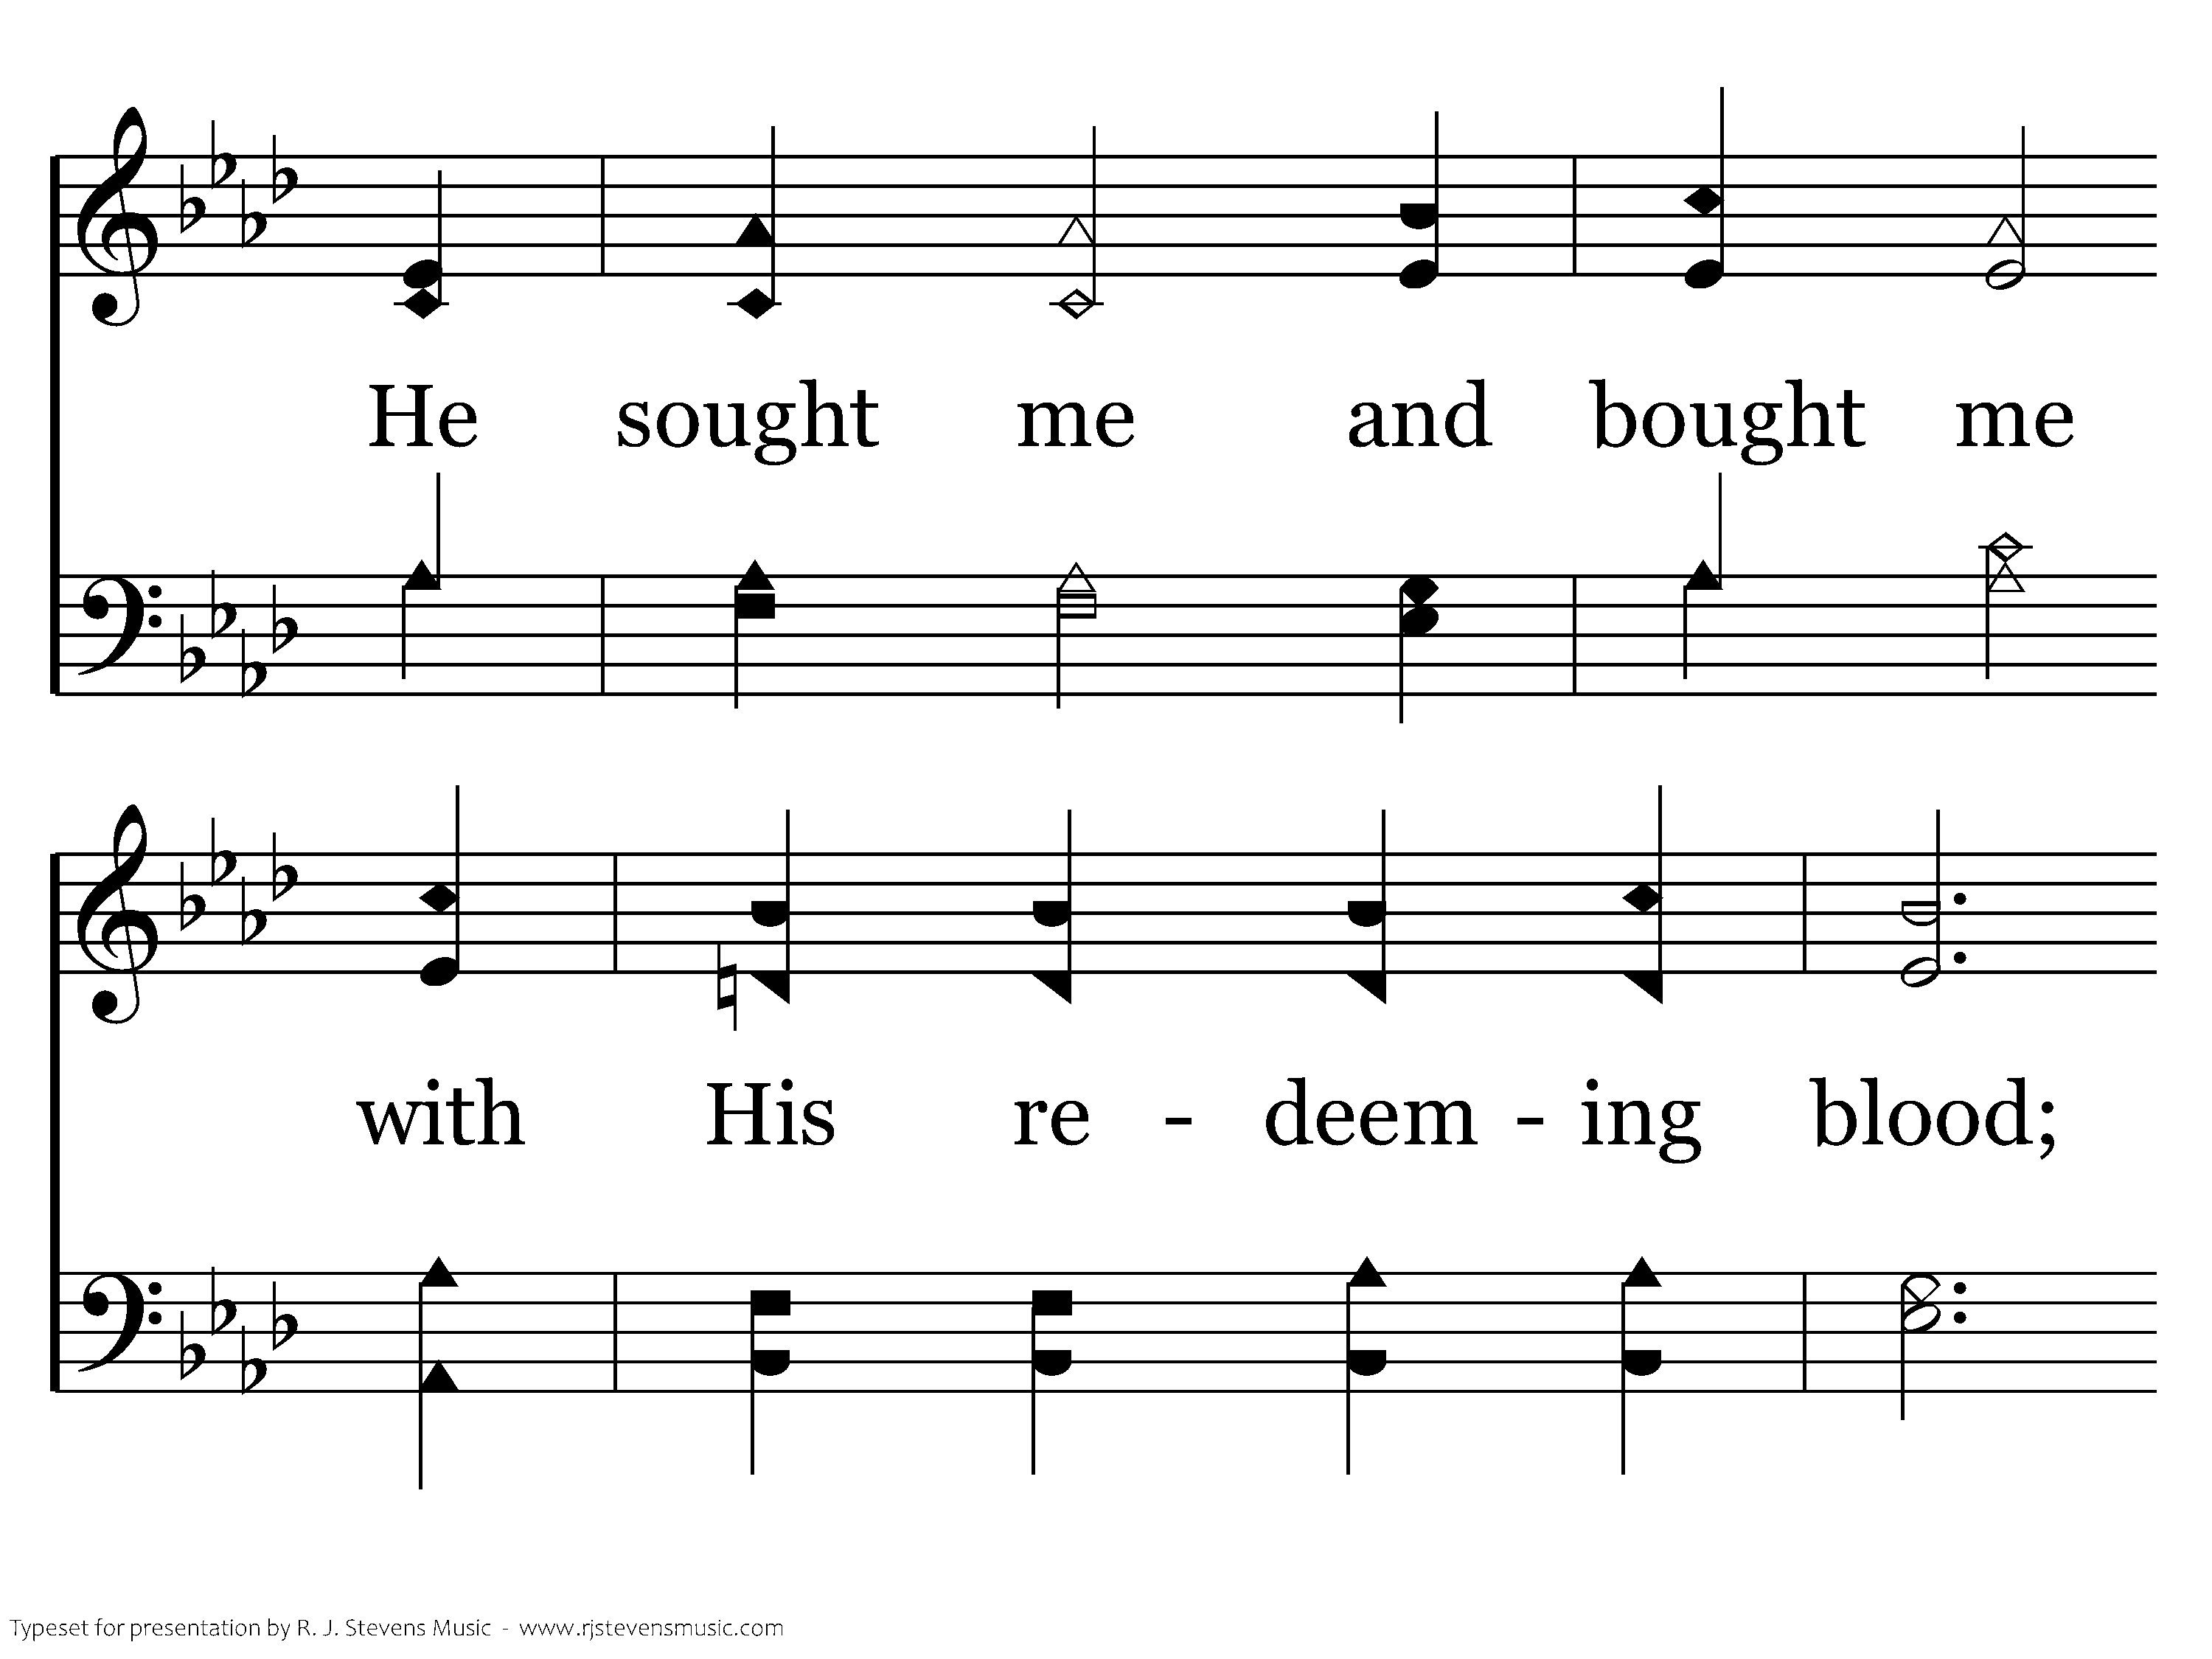 He sought me and bought me
with His re - deem - ing blood;
Typeset for presentation by R. J. Stevens Music - www.rjstevensmusic.com